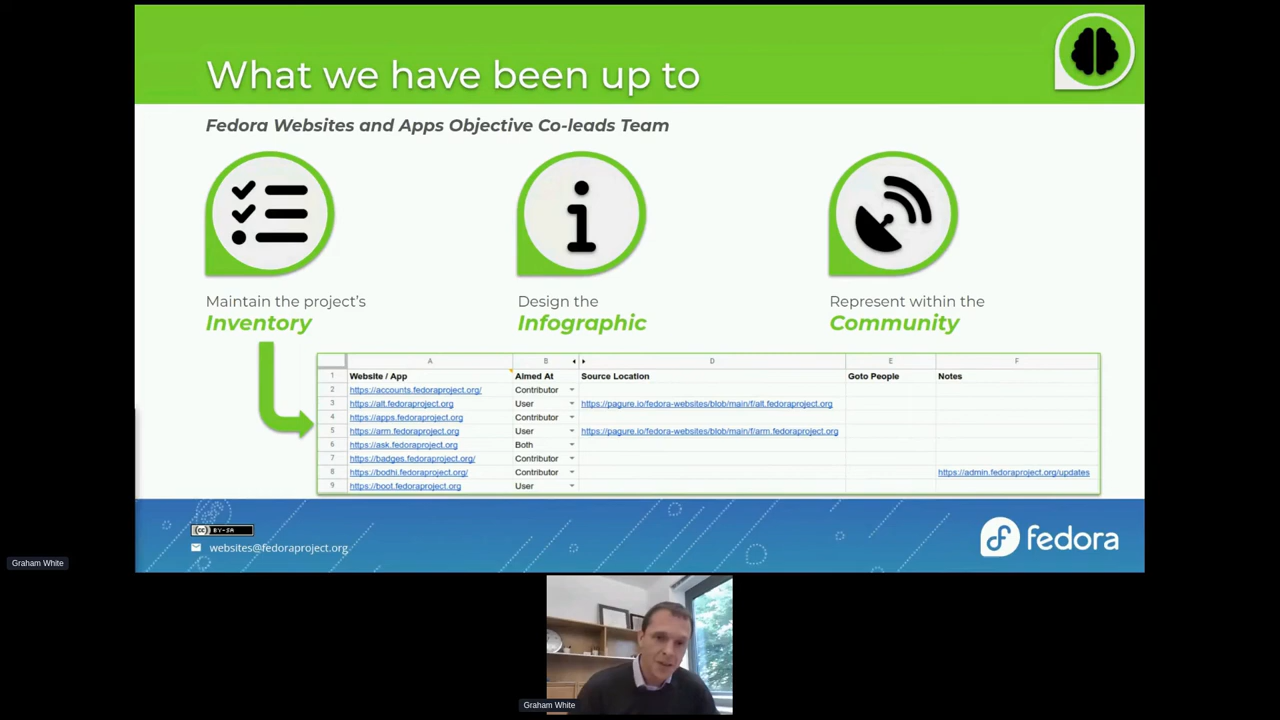 What we have been up to
Fedora Websites and Apps Objective Co-leads Team
Maintain the project's
Inventory
Design the
Infographic
Represent within the
Community
A B D E F
1 Website / App Aimed At Source Location Goto People Notes
2 https://accounts.fedoraproject.org/ Contributor
3 https://alt.fedoraproject.org User https://pagure.io/fedora-websites/blob/main/f/alt.fedoraproject.org
4 https://apps.fedoraproject.org Contributor
5 https://arm.fedoraproject.org User https://pagure.io/fedora-websites/blob/main/f/arm.fedoraproject.org
6 https://ask.fedoraproject.org Both
7 https://badges.fedoraproject.org/ Contributor
8 https://bodhi.fedoraproject.org/ Contributor https://admin.fedoraproject.org/updates
9 https://boot.fedoraproject.org User
cc BY-SA
websites@fedoraproject.org
fedora
Graham White
Graham White